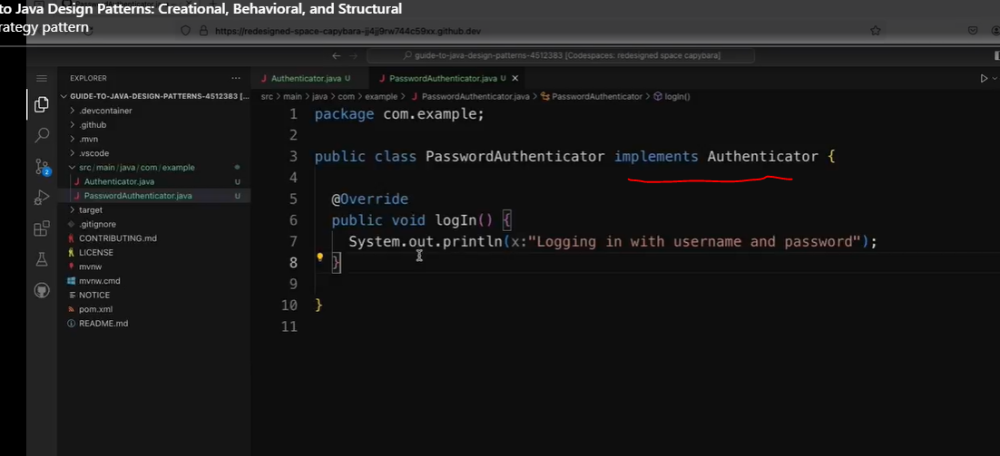 to Java Design Patterns: Creational, Behavioral, and Structural
rategy pattern
https://redesigned-space-capybara-jj4jj9rw744c59xx.github.dev
guide-to-java-design-patterns-4512383 [Codespaces: redesigned space capybara]
EXPLORER
Authenticator.java U
PasswordAuthenticator.java U
GUIDE-TO-JAVA-DESIGN-PATTERNS-4512383 [...
src > main > java > com > example > PasswordAuthenticator.java > PasswordAuthenticator > logIn()
.devcontainer
.github
.mvn
.vscode
src/main/java/com/example
Authenticator.java U
PasswordAuthenticator.java U
target
.gitignore
CONTRIBUTING.md
LICENSE
mvnw
mvnw.cmd
NOTICE
pom.xml
README.md
2
1 package com.example;
2
3 public class PasswordAuthenticator implements Authenticator {
4
5 @Override
6 public void logIn() {
7 System.out.println(x:"Logging in with username and password");
8 }
9
10 }
11